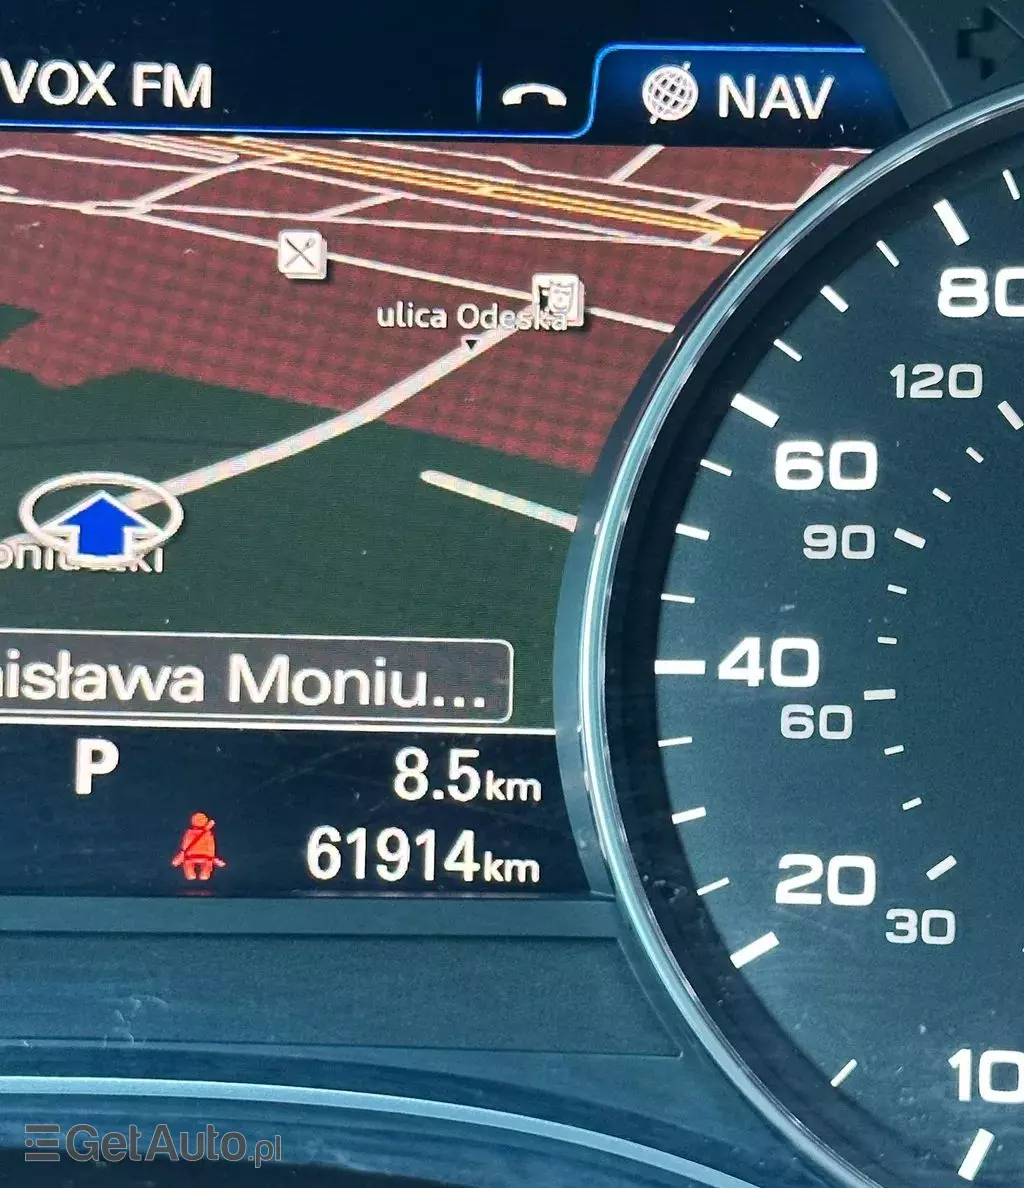 VOX FM
NAV
ulica Odeska
nisława Moniu...
P
8.5km
61914km
80
120
60
90
40
60
20
30
10
GetAuto.pl